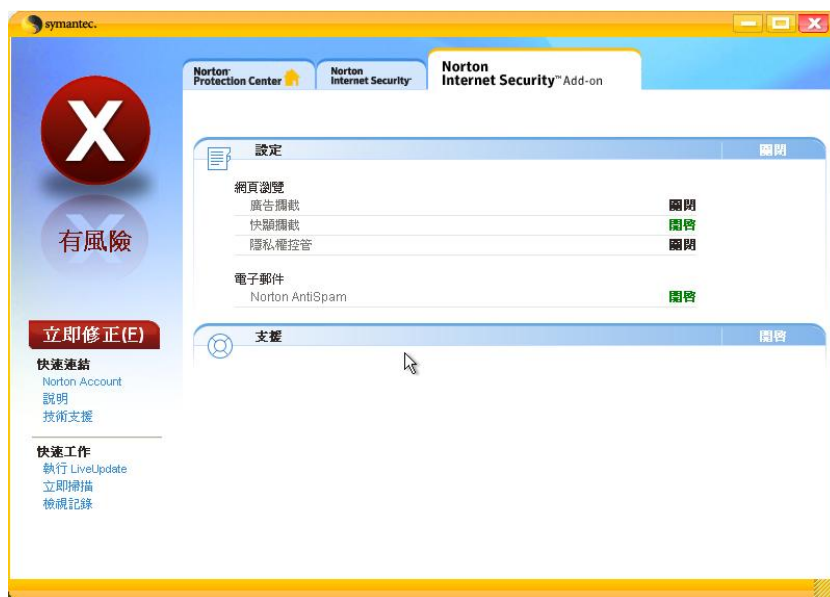 symantec.
Norton™ Protection Center
Norton Internet Security™
Norton Internet Security™ Add-on
X
有風險
立即修正(F)
快速連結
Norton Account
說明
技術支援
快速工作
執行 LiveUpdate
立即掃描
檢視記錄
設定 關閉
網頁瀏覽
廣告攔截 關閉
快顯攔截 開啓
隱私權控管 關閉
電子郵件
Norton AntiSpam 開啓
支援 開啓